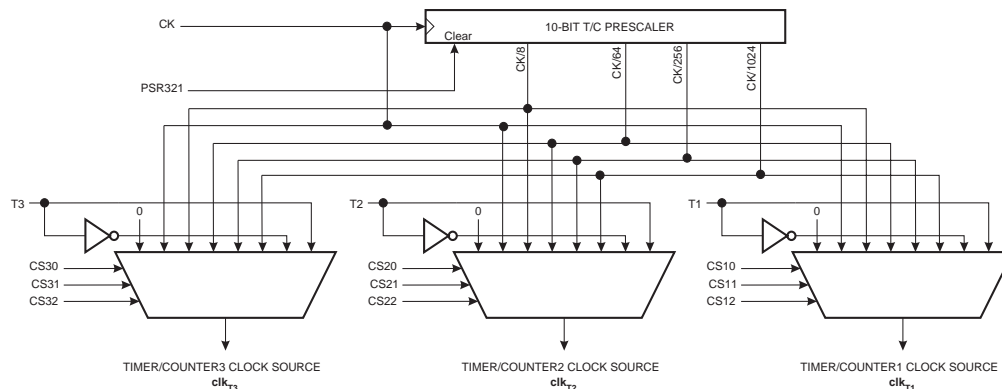 CK
10-BIT T/C PRESCALER
Clear
CK/8
CK/64
CK/256
CK/1024
PSR321
T3
0
T2
0
T1
0
CS30
CS31
CS32
CS20
CS21
CS22
CS10
CS11
CS12
TIMER/COUNTER3 CLOCK SOURCE
clkT3
TIMER/COUNTER2 CLOCK SOURCE
clkT2
TIMER/COUNTER1 CLOCK SOURCE
clkT1